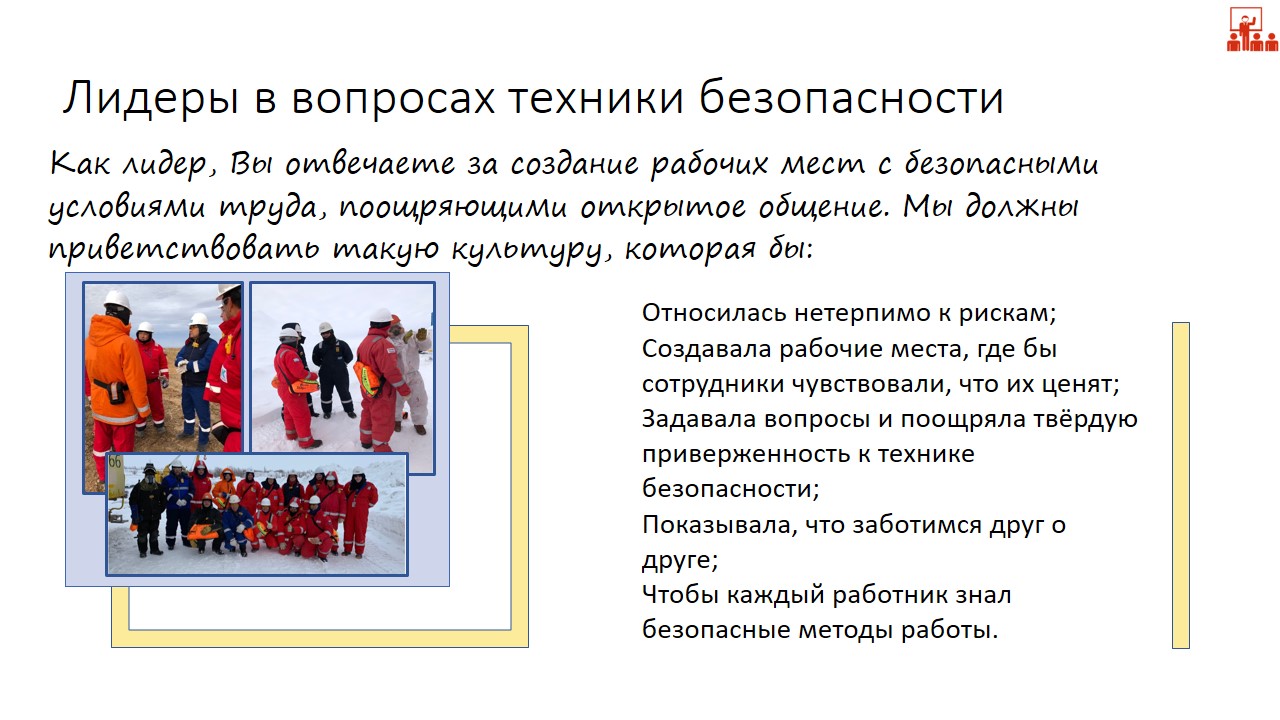 Лидеры в вопросах техники безопасности
Как лидер, Вы отвечаете за создание рабочих мест с безопасными
условиями труда, поощряющими открытое общение. Мы должны
приветствовать такую культуру, которая бы:
Относилась нетерпимо к рискам;
Создавала рабочие места, где бы
сотрудники чувствовали, что их ценят;
Задавала вопросы и поощряла твёрдую
приверженность к технике
безопасности;
Показывала, что заботимся друг о
друге;
Чтобы каждый работник знал
безопасные методы работы.
66